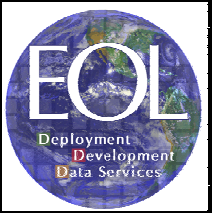 EOL
Deployment
Development
Data Services